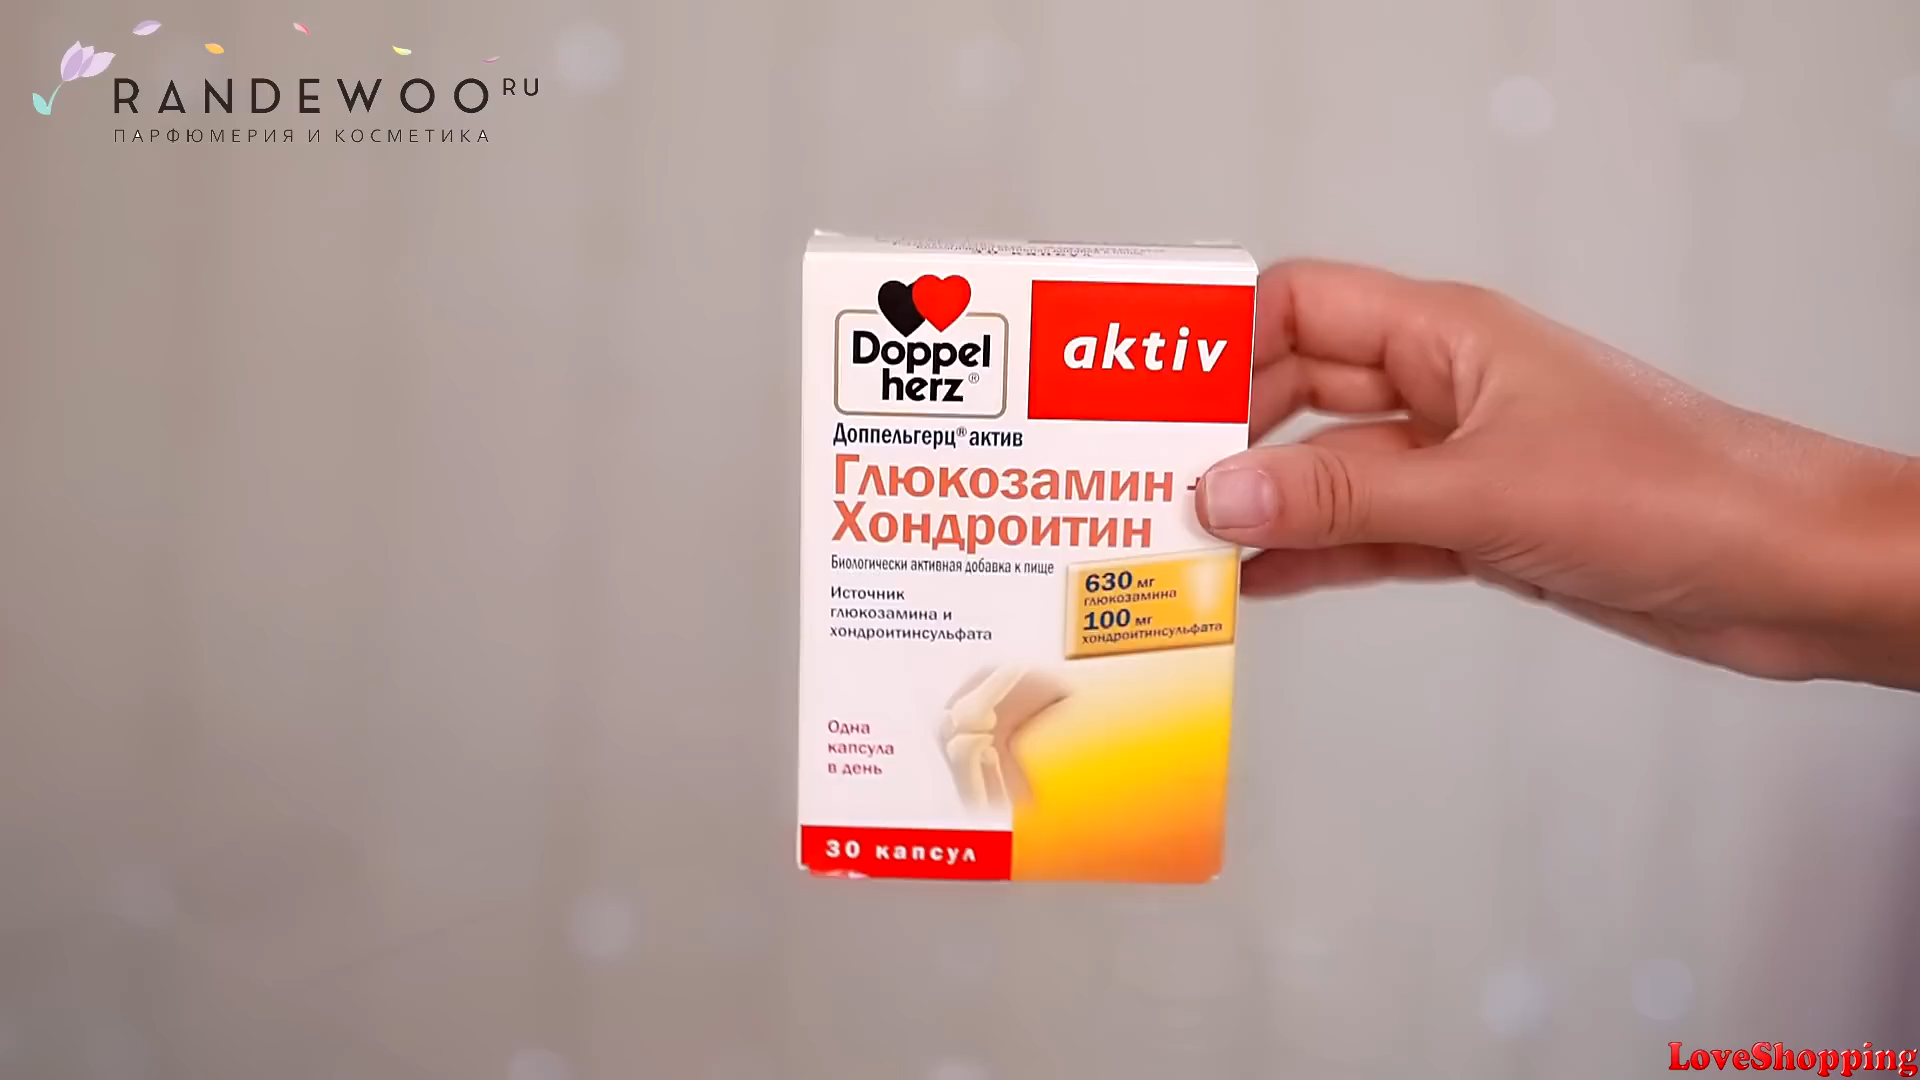 RANDEWOO RU
ПАРФЮМЕРИЯ И КОСМЕТИКА
Doppel
herz®
aktiv
Доппельгерц® актив
Глюкозамин +
Хондроитин
Биологически активная добавка к пище
Источник
глюкозамина и
хондроитинсульфата
630 мг
глюкозамина
100 мг
хондроитинсульфата
Одна
капсула
в день
30 капсул
LoveShopping